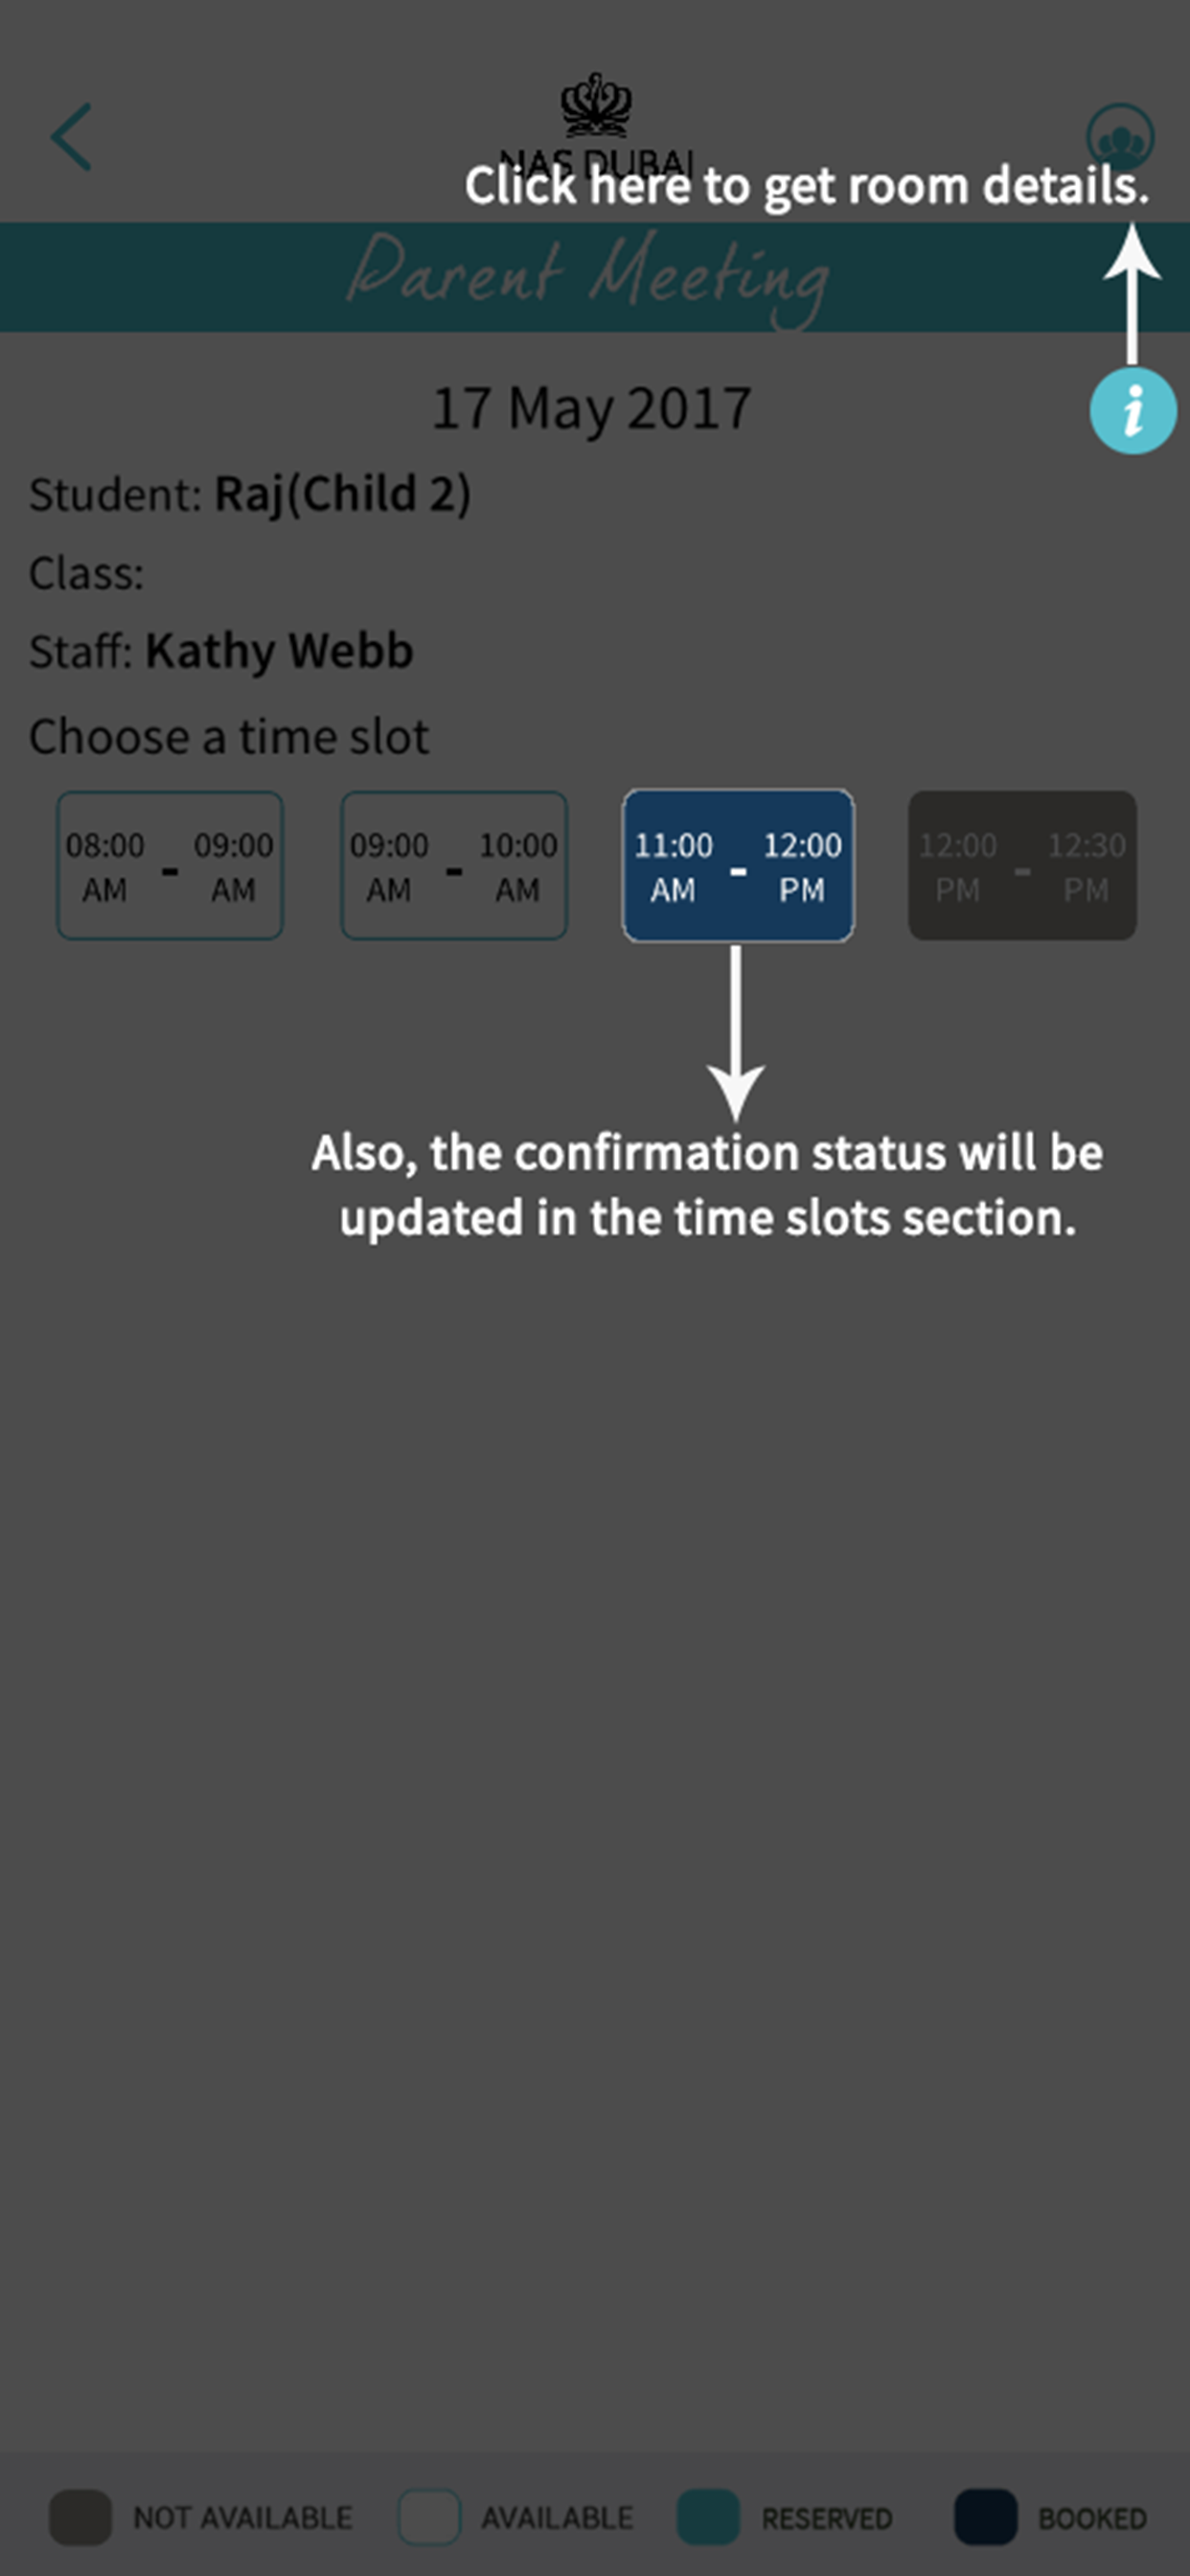 NAS DUBAI
Click here to get room details.
Parent Meeting
17 May 2017
i
Student: Raj(Child 2)
Class:
Staff: Kathy Webb
Choose a time slot
08:00 AM - 09:00 AM
09:00 AM - 10:00 AM
11:00 AM - 12:00 PM
12:00 PM - 12:30 PM
Also, the confirmation status will be
updated in the time slots section.
NOT AVAILABLE
AVAILABLE
RESERVED
BOOKED